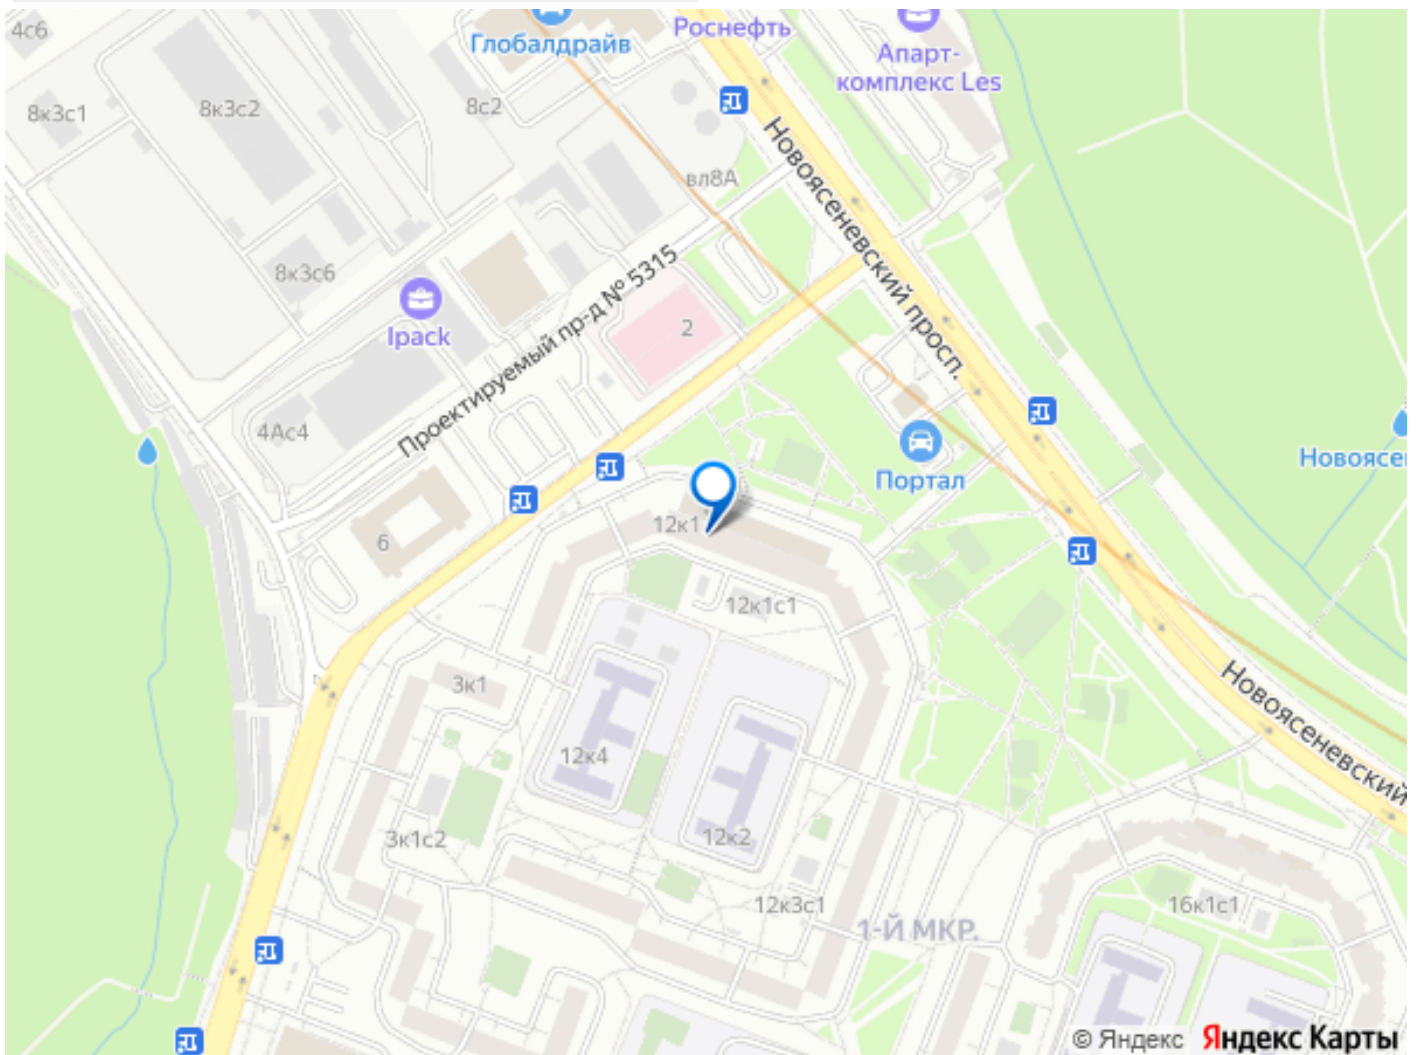 4с6
Глобалдрайв
Роснефть
Апарт-
комплекс Les
8к3с1
8к3с2
8с2
вл8А
Новоясеневский просп.
8к3с6
Проектируемый пр-д № 5315
Ipack
2
4Ас4
Портал
Новоясе
6
12к1
12к1с1
3к1
Новоясеневский
12к4
3к1с2
12к2
12к3с1
16к1с1
1-Й МКР.
© Яндекс Яндекс Карты